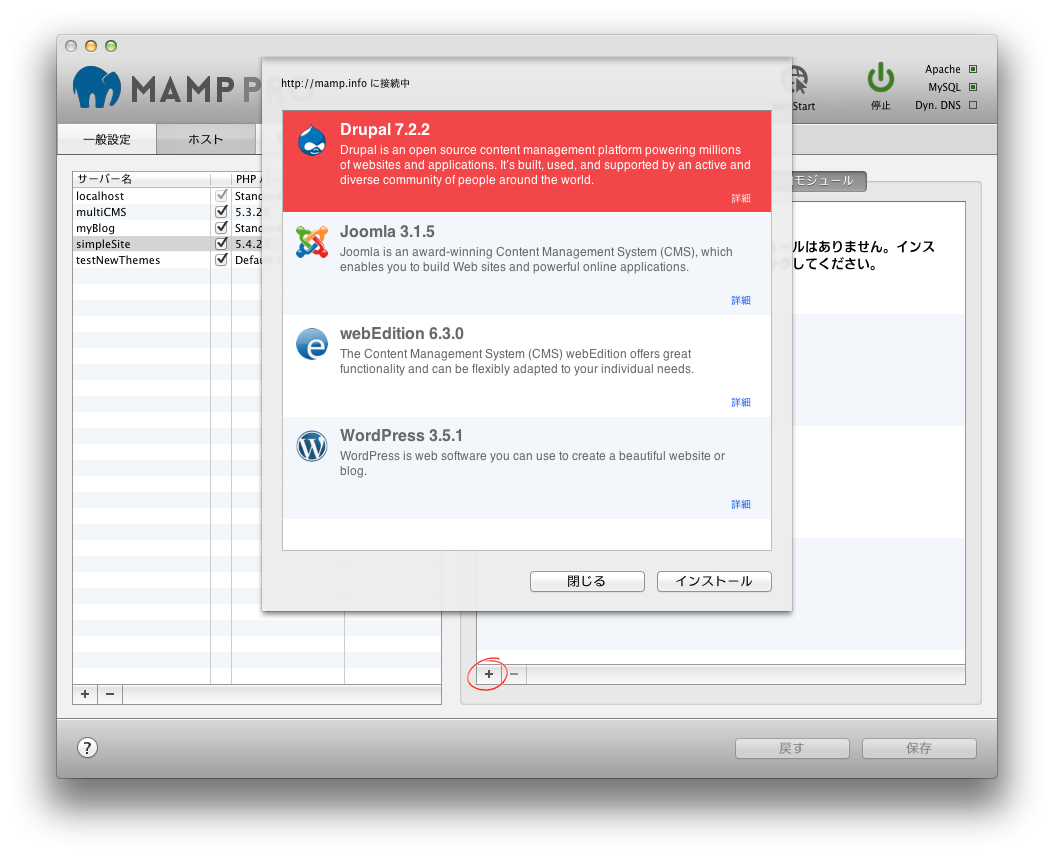 MAMP PRO
Start
停止
Apache
MySQL
Dyn. DNS
一般設定
ホスト
サーバー名
PHP
localhost
Stand
multiCMS
5.3.2
myBlog
Stand
simpleSite
5.4.2
testNewThemes
Defau
http://mamp.info に接続中
Drupal 7.2.2
Drupal is an open source content management platform powering millions
of websites and applications. It's built, used, and supported by an active and
diverse community of people around the world.
詳細
Joomla 3.1.5
Joomla is an award-winning Content Management System (CMS), which
enables you to build Web sites and powerful online applications.
詳細
webEdition 6.3.0
The Content Management System (CMS) webEdition offers great
functionality and can be flexibly adapted to your individual needs.
詳細
WordPress 3.5.1
WordPress is web software you can use to create a beautiful website or
blog.
詳細
閉じる
インストール
モジュール
ルはありません。インス
してください。
+ −
+ −
?
戻す
保存